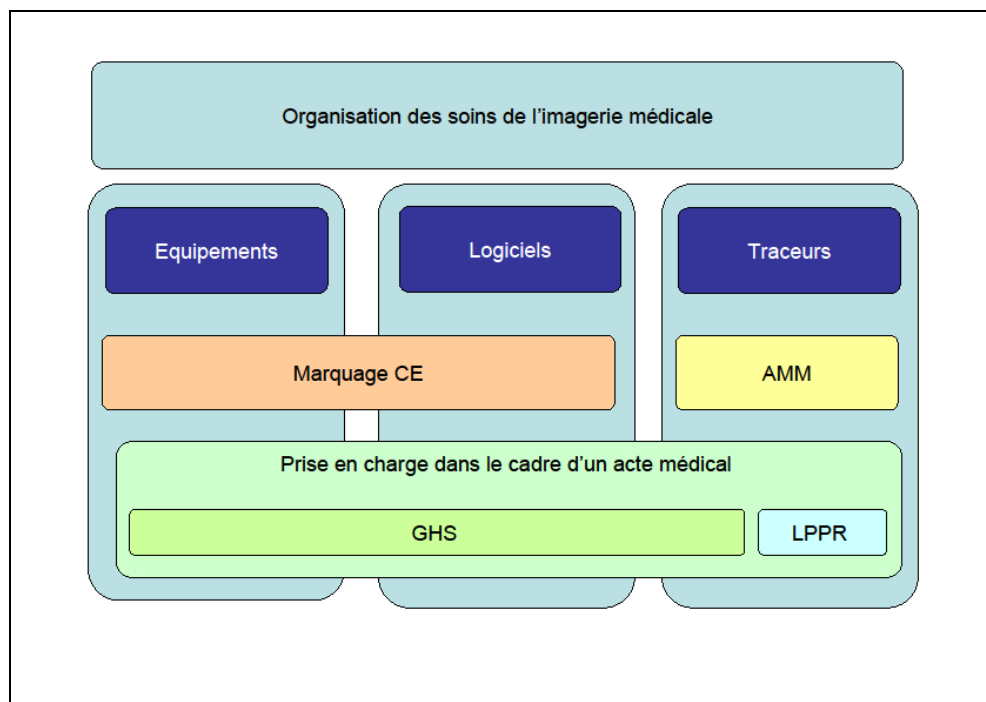 Organisation des soins de l'imagerie médicale
Equipements
Logiciels
Traceurs
Marquage CE
AMM
Prise en charge dans le cadre d'un acte médical
GHS
LPPR